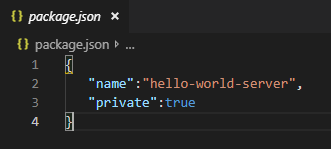 { } package.json ×
{ } package.json > ...
1 {
2 "name":"hello-world-server",
3 "private":true
4 }